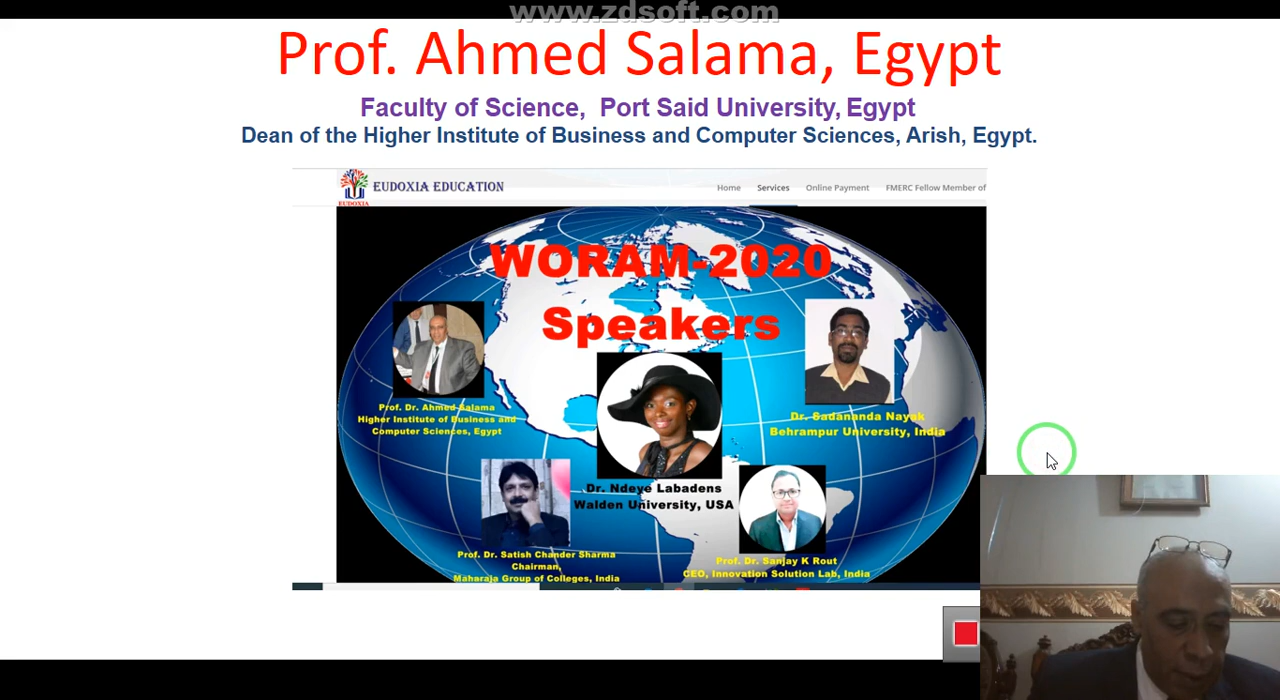 www.zdsoft.com
Prof. Ahmed Salama, Egypt
Faculty of Science, Port Said University, Egypt
Dean of the Higher Institute of Business and Computer Sciences, Arish, Egypt.
EUDOXIA
EUDOXIA EDUCATION
Home Services Online Payment FMERC Fellow Member of
WORAM-2020
Speakers
Prof. Dr. Ahmed Salama
Higher Institute of Business and
Computer Sciences, Egypt
Dr. Sadananda Nayak
Behrampur University, India
Dr. Ndeye Labadens
Walden University, USA
Prof. Dr. Satish Chander Sharma
Chairman,
Maharaja Group of Colleges, India
Prof. Dr. Sanjay K Rout
CEO, Innovation Solution Lab, India